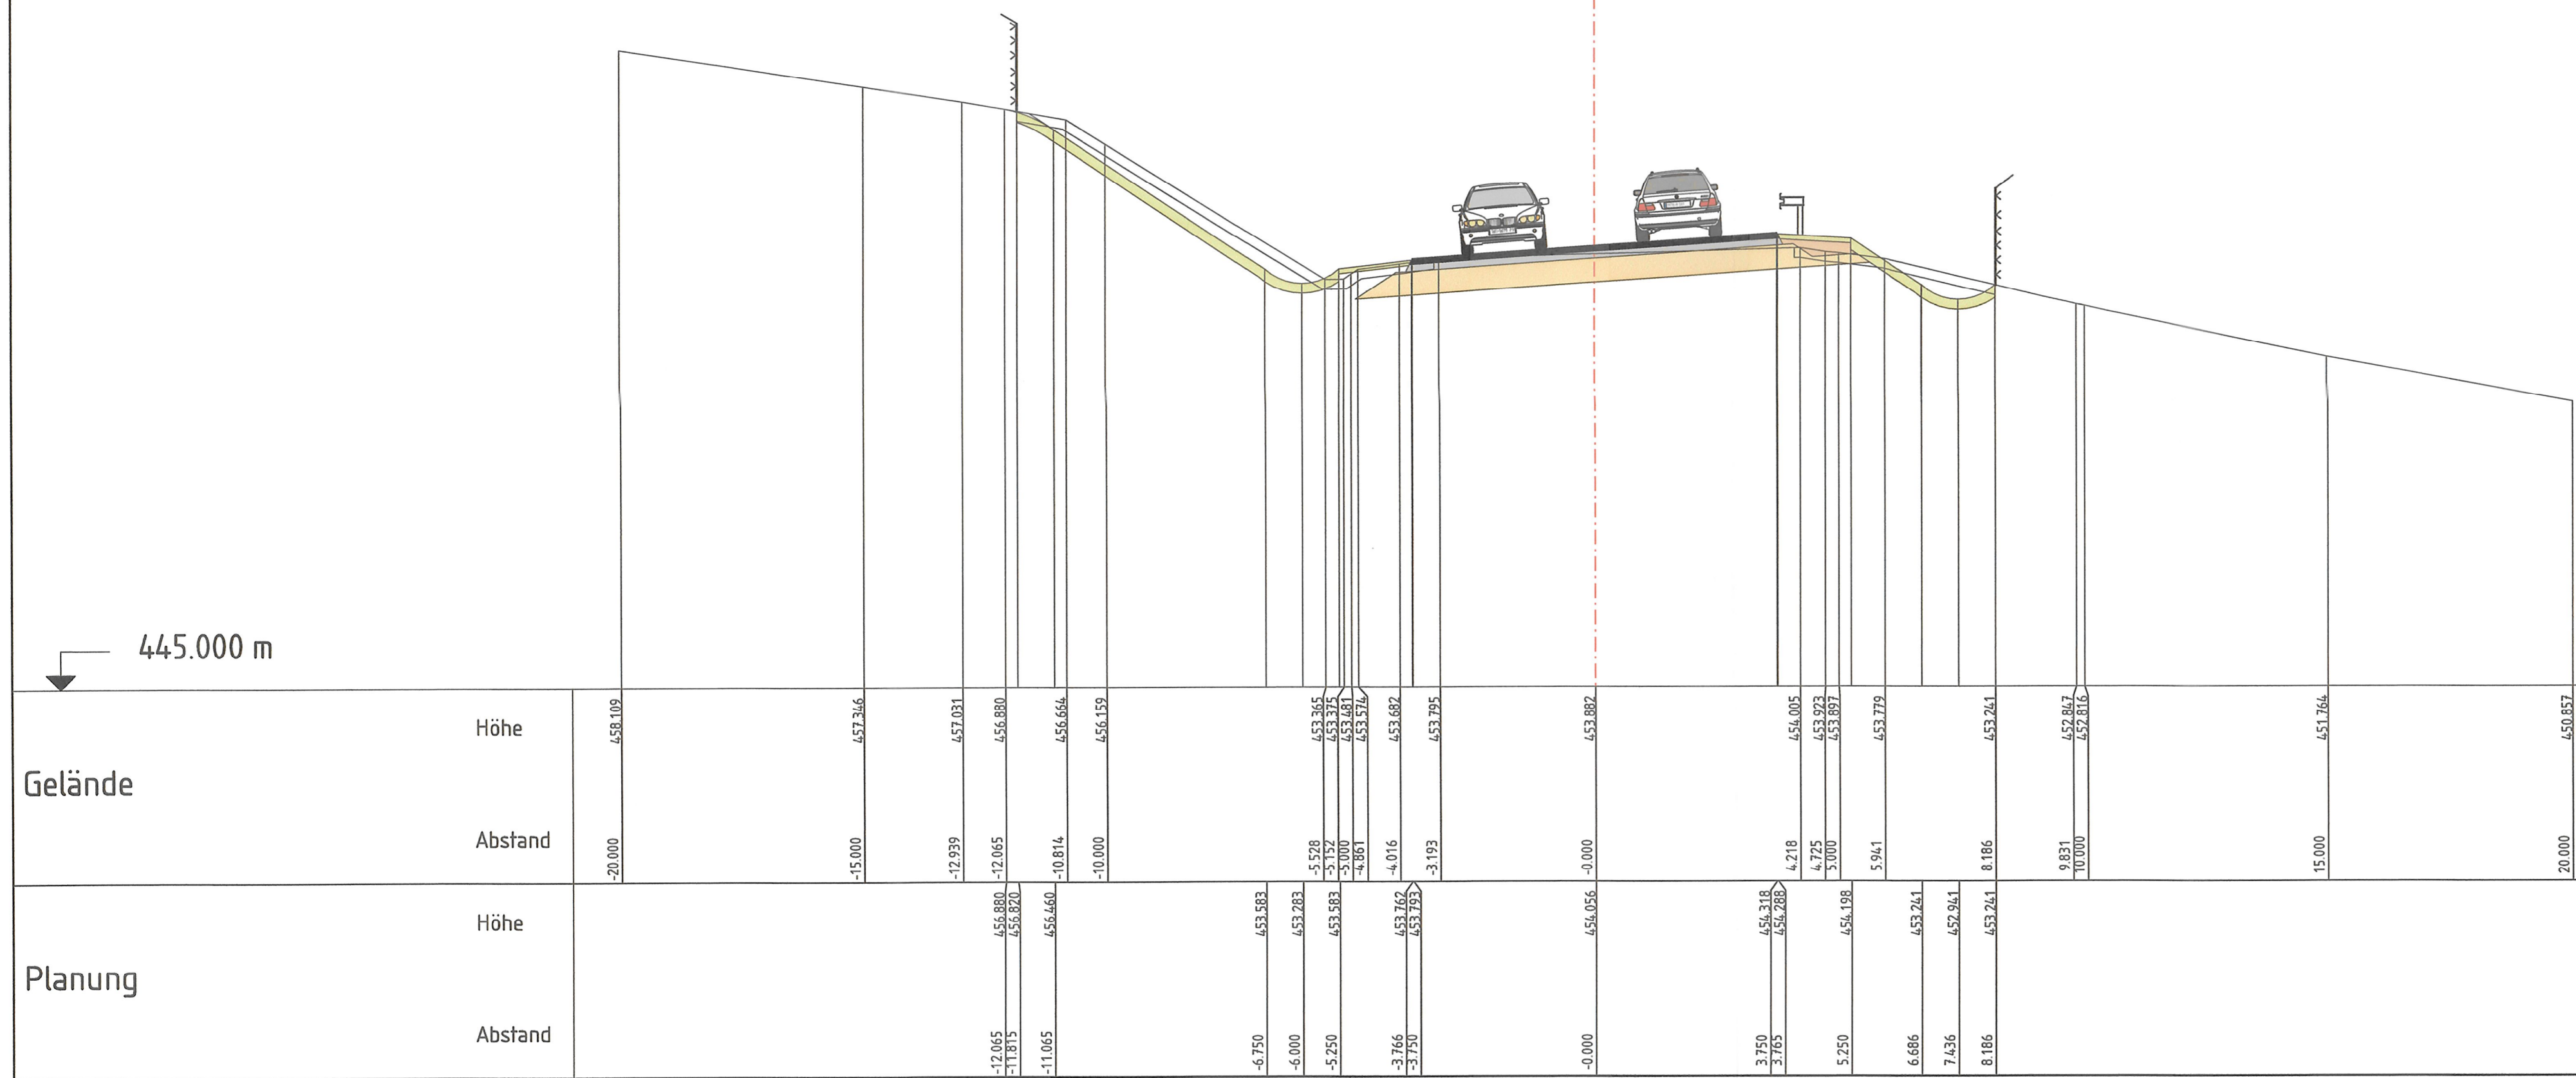 445.000 m
Gelände
Höhe
458.109 457.346 457.031 456.880 456.664 456.159 453.365 453.375 453.481 453.574 453.682 453.795 453.882 454.005 453.923 453.897 453.779 453.241 452.847 452.816 451.764 450.857
Abstand
-20.000 -15.000 -12.939 -12.065 -10.814 -10.000 -5.528 -5.152 -5.000 -4.861 -4.016 -3.193 -0.000 4.218 4.725 5.000 5.941 8.186 9.831 10.000 15.000 20.000
Planung
Höhe
456.880 456.820 456.460 453.583 453.283 453.583 453.762 453.793 454.056 454.318 454.288 454.198 453.241 452.941 453.241
Abstand
-12.065 -11.815 -11.065 -6.750 -6.000 -5.250 -3.766 -3.750 -0.000 3.750 3.765 5.250 6.686 7.436 8.186